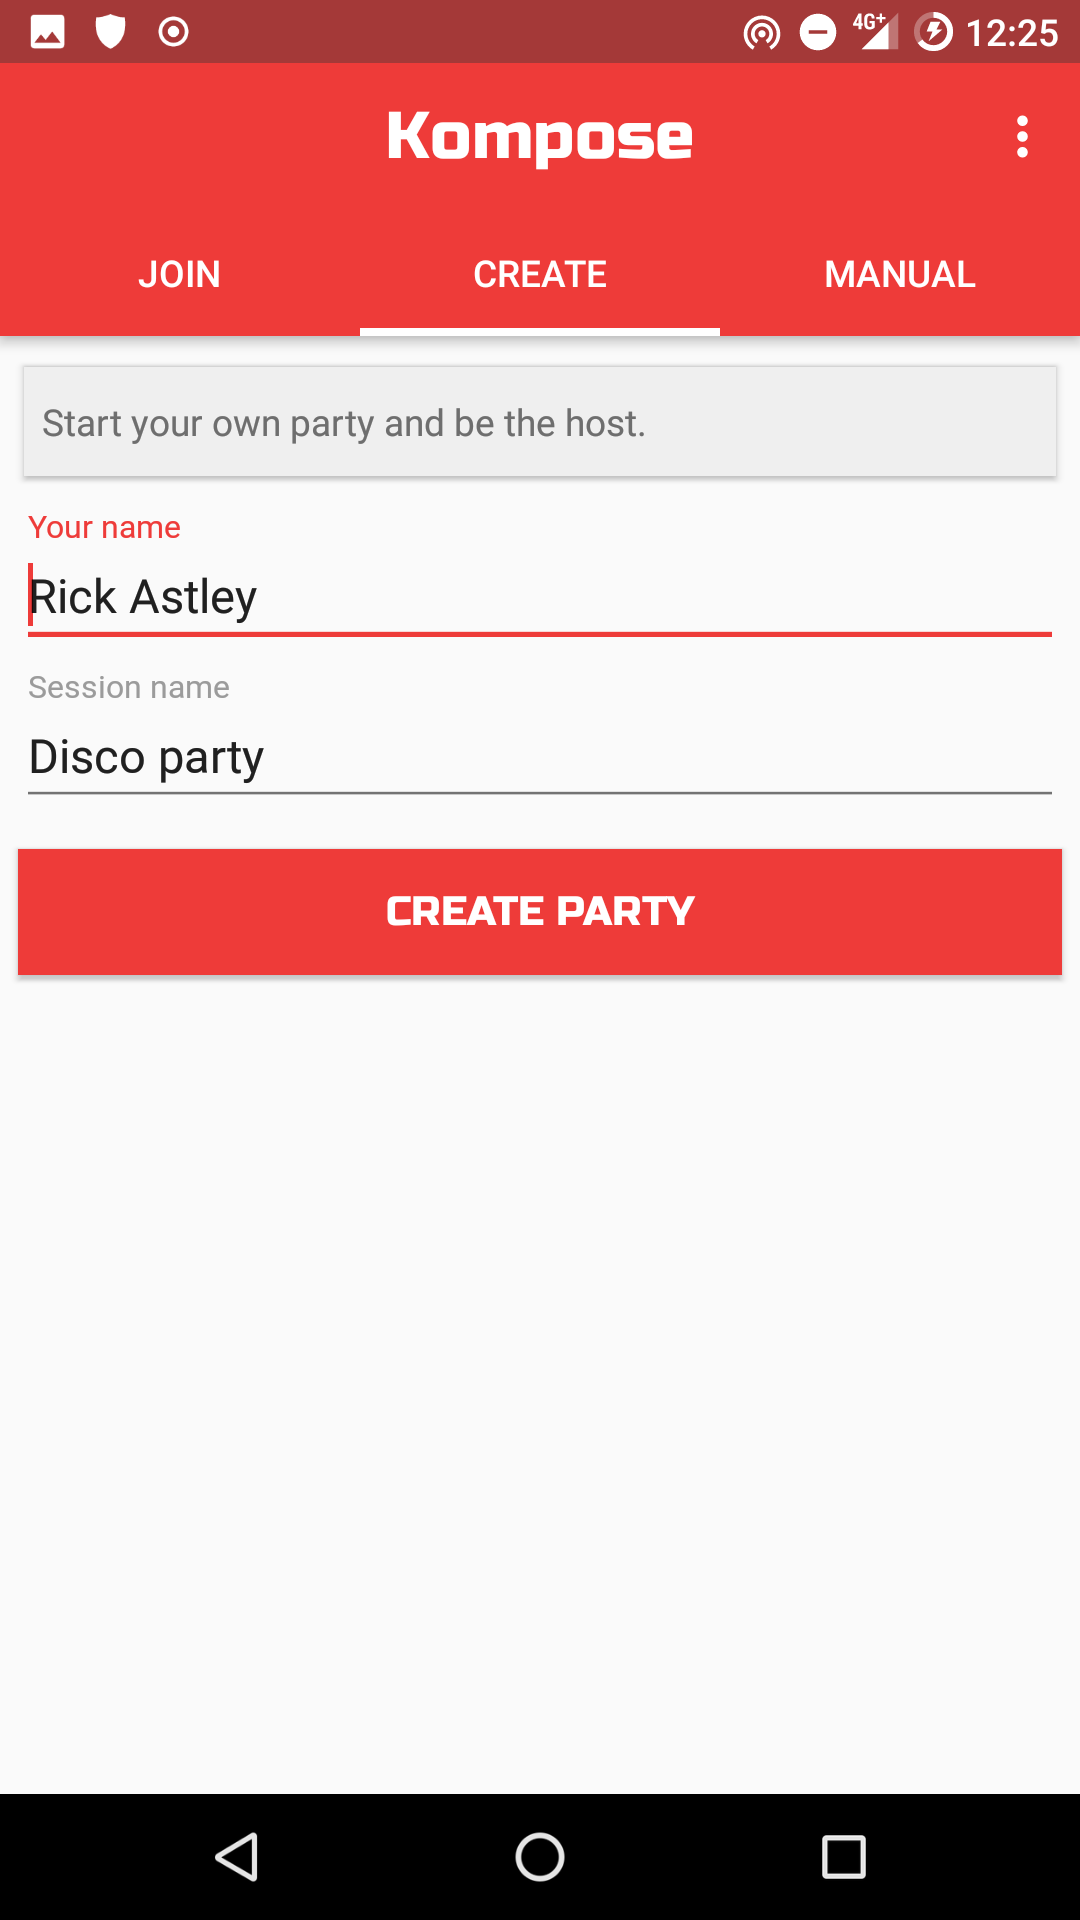 4G+ 12:25
Kompose
JOIN CREATE MANUAL
Start your own party and be the host.
Your name
Rick Astley
Session name
Disco party
CREATE PARTY